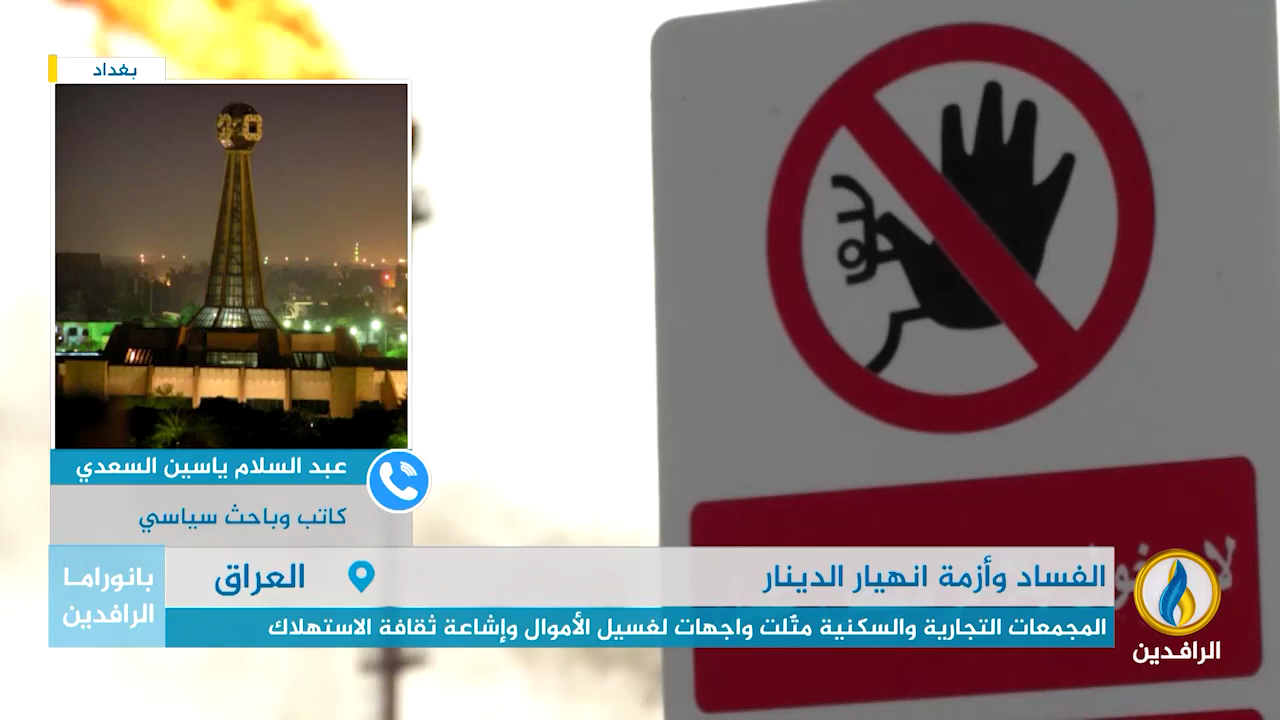 بغداد
عبد السلام ياسين السعدي
كاتب وباحث سياسي
الفساد وأزمة انهيار الدينار
العراق
بانوراما
الرافدين
المجمعات التجارية والسكنية مثّلت واجهات لغسيل الأموال وإشاعة ثقافة الاستهلاك
الرافدين